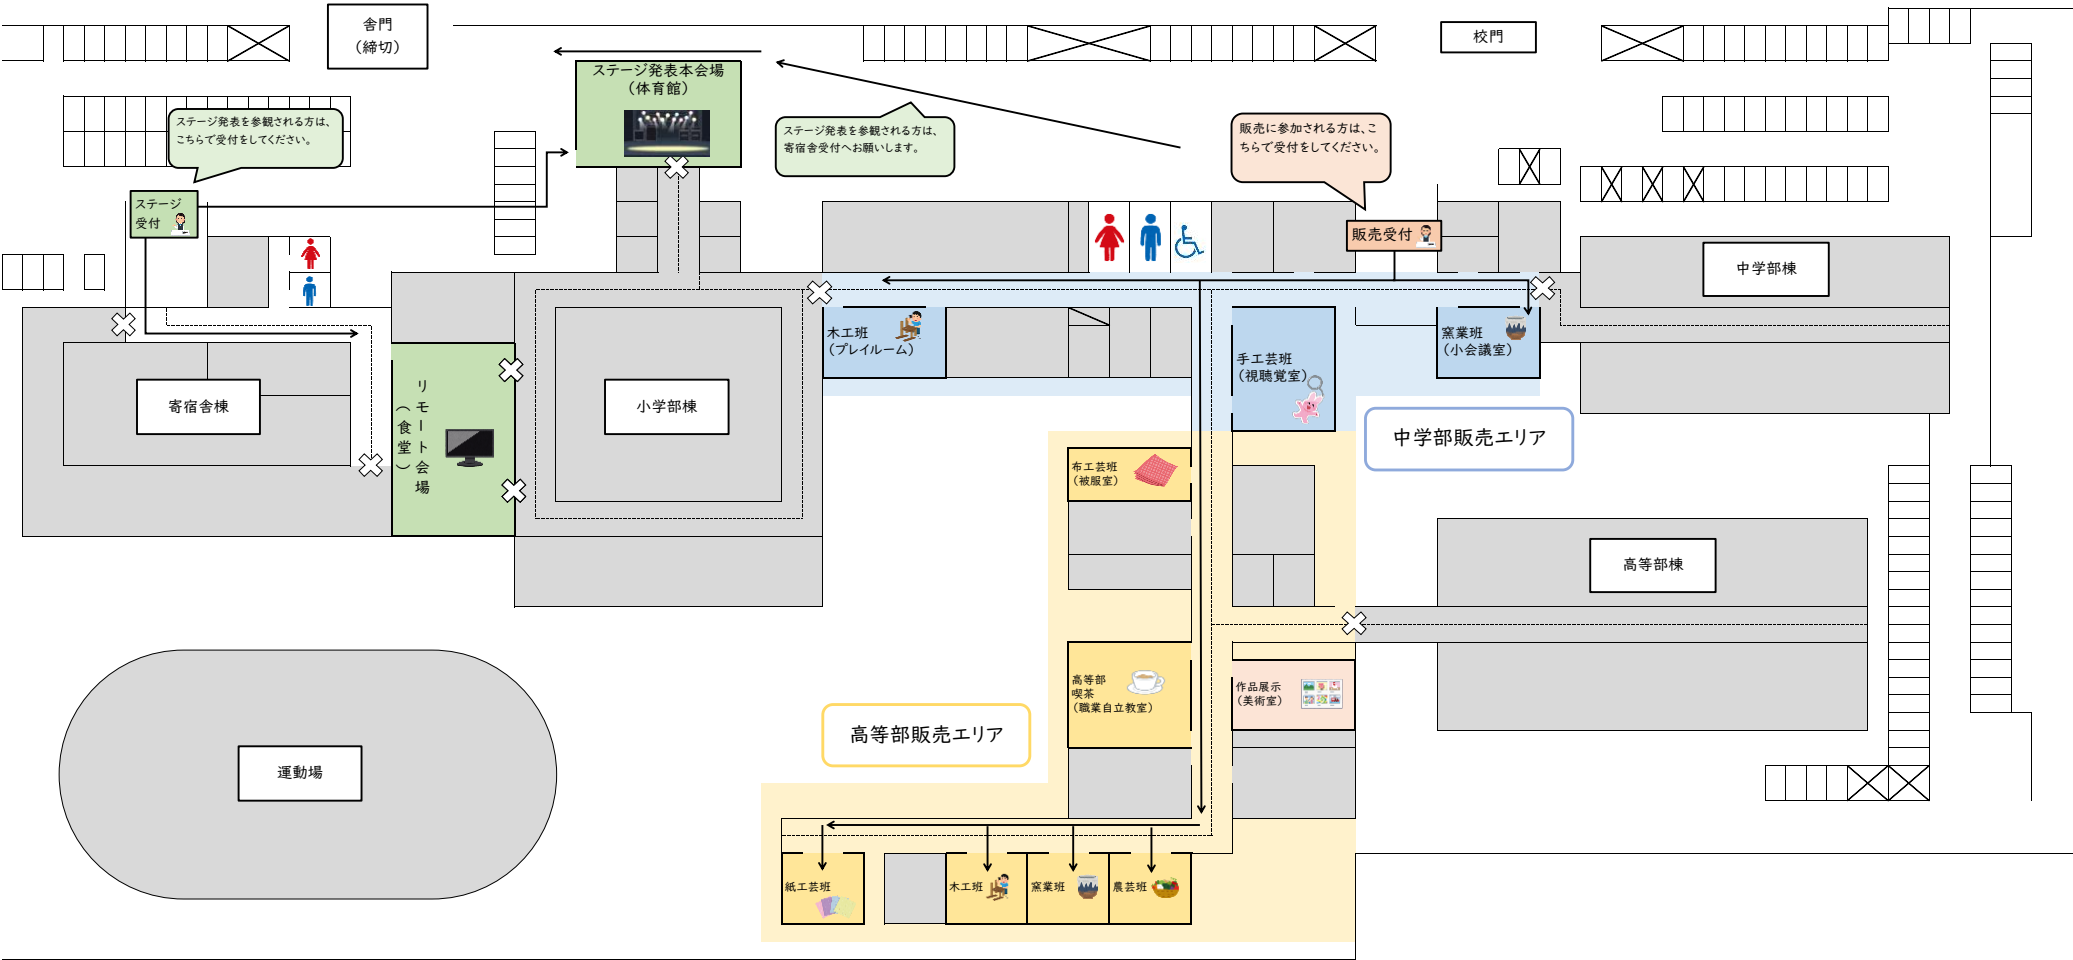 舎門
（締切）
校門
ステージ発表本会場
（体育館）
ステージ発表を参観される方は、
こちらで受付をしてください。
ステージ発表を参観される方は、
寄宿舎受付へお願いします。
販売に参加される方は、こ
ちらで受付をしてください。
ステージ
受付
販売受付
中学部棟
木工班
（プレイルーム）
手工芸班
（視聴覚室）
窯業班
（小会議室）
寄宿舎棟
リモート会場
（食堂）
小学部棟
中学部販売エリア
布工芸班
（被服室）
高等部棟
高等部
喫茶
（職業自立教室）
作品展示
（美術室）
高等部販売エリア
運動場
紙工芸班
木工班
窯業班
農芸班